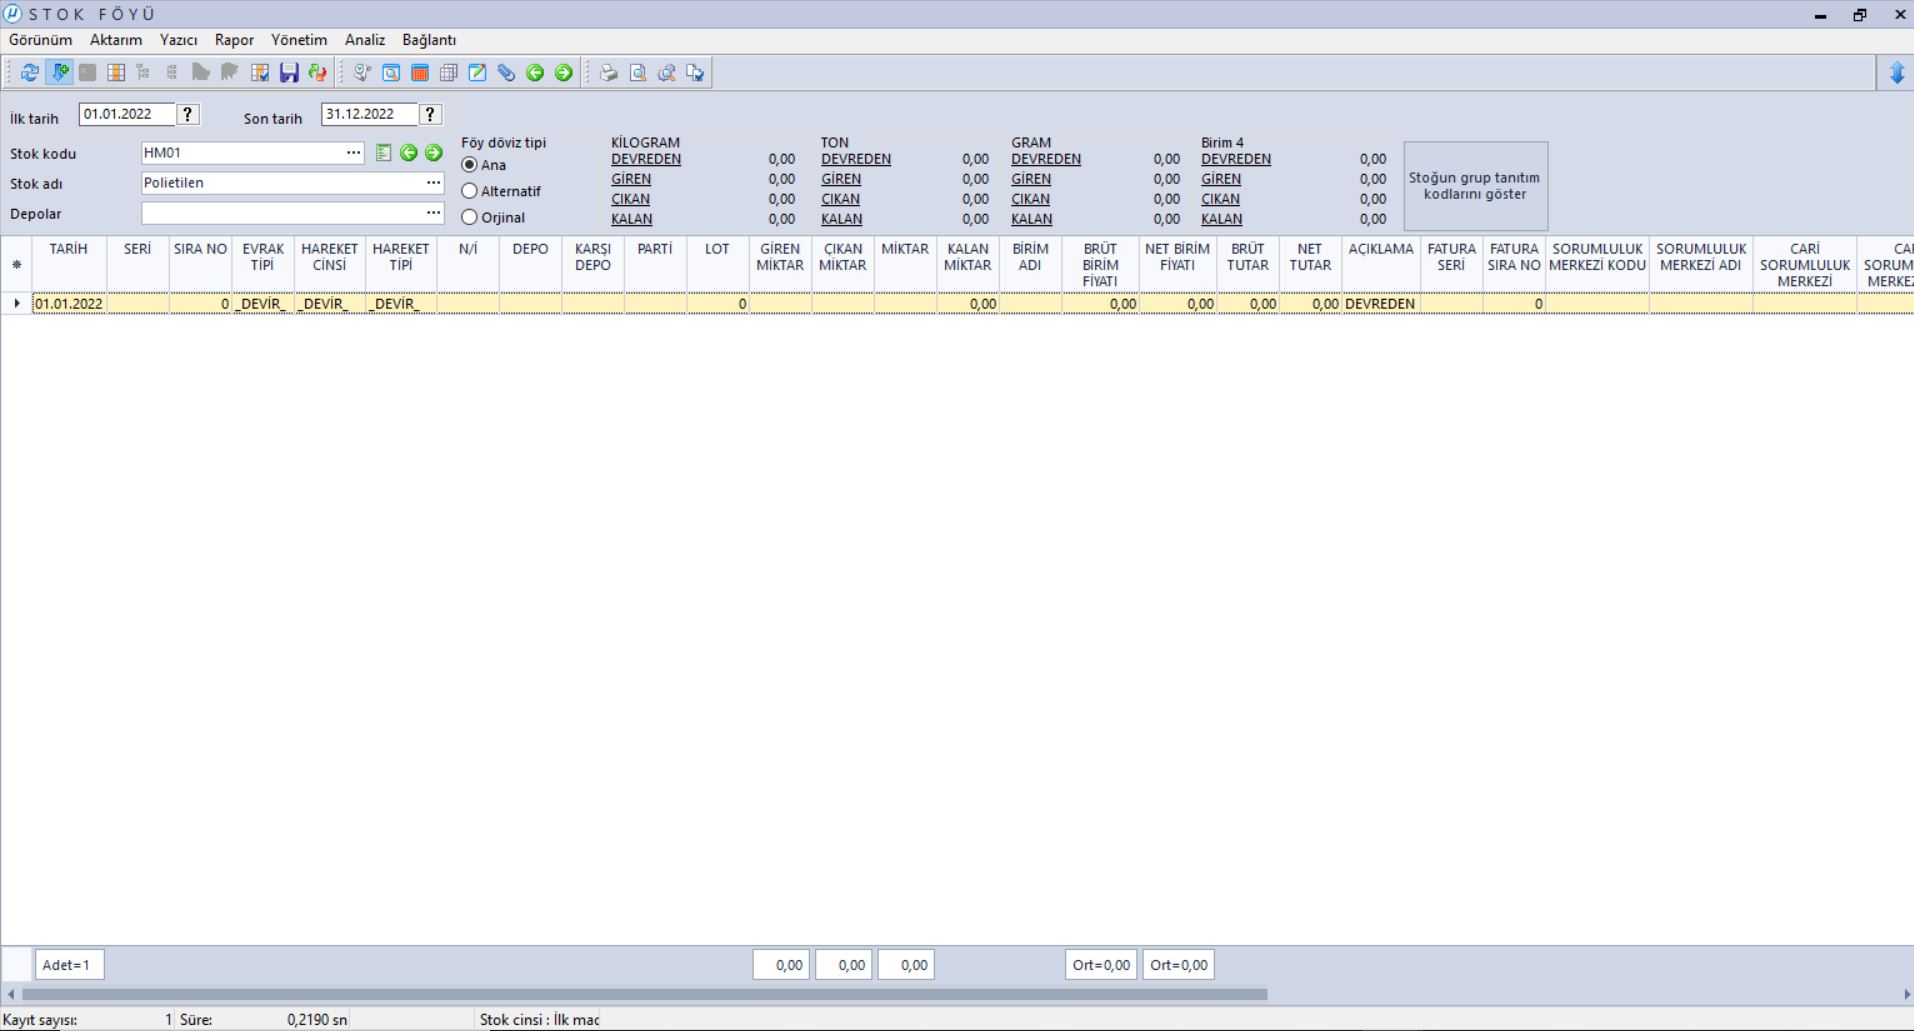 STOK FÖYÜ
Görünüm Aktarım Yazıcı Rapor Yönetim Analiz Bağlantı
İlk tarih 01.01.2022 ? Son tarih 31.12.2022 ?
Stok kodu HM01 ...
Stok adı Polietilen ...
Depolar ...
Föy döviz tipi
Ana
Alternatif
Orjinal
KİLOGRAM
DEVREDEN 0,00
GİREN 0,00
ÇIKAN 0,00
KALAN 0,00
TON
DEVREDEN 0,00
GİREN 0,00
ÇIKAN 0,00
KALAN 0,00
GRAM
DEVREDEN 0,00
GİREN 0,00
ÇIKAN 0,00
KALAN 0,00
Birim 4
DEVREDEN 0,00
GİREN 0,00
ÇIKAN 0,00
KALAN 0,00
Stoğun grup tanıtım
kodlarını göster
TARİH SERİ SIRA NO EVRAK HAREKET HAREKET N/İ DEPO KARŞI PARTİ LOT GİREN ÇIKAN MİKTAR KALAN BİRİM BRÜT NET BİRİM BRÜT NET AÇIKLAMA FATURA FATURA SORUMLULUK SORUMLULUK CARİ CAR
TİPİ CİNSİ TİPİ DEPO MİKTAR MİKTAR MİKTAR ADI BİRİM FİYATI TUTAR TUTAR SERİ SIRA NO MERKEZİ KODU MERKEZİ ADI SORUMLULUK SORUM
FİYATI MERKEZİ MERKEZ
01.01.2022 0 _DEVİR_ _DEVİR_ _DEVİR_ 0 0,00 0,00 0,00 0,00 0,00 DEVREDEN 0
Adet=1 0,00 0,00 0,00 Ort=0,00 Ort=0,00
Kayıt sayısı: 1 Süre: 0,2190 sn Stok cinsi : İlk mad